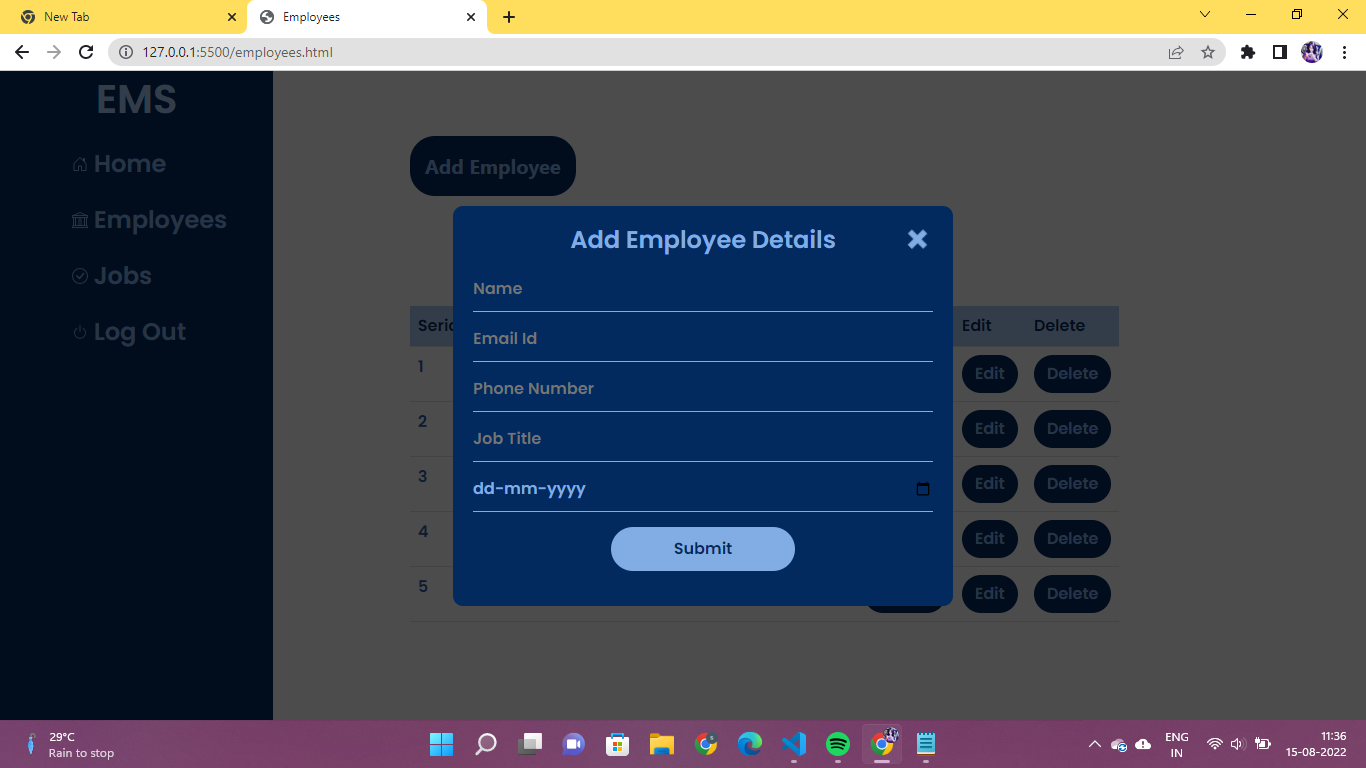 New Tab
Employees
127.0.0.1:5500/employees.html
EMS
Home
Employees
Jobs
Log Out
Add Employee
Add Employee Details
Name
Email Id
Phone Number
Job Title
dd-mm-yyyy
Submit
Edit Delete
1 Edit Delete
2 Edit Delete
3 Edit Delete
4 Edit Delete
5 Edit Delete
29°C
Rain to stop
ENG
IN
11:36
15-08-2022